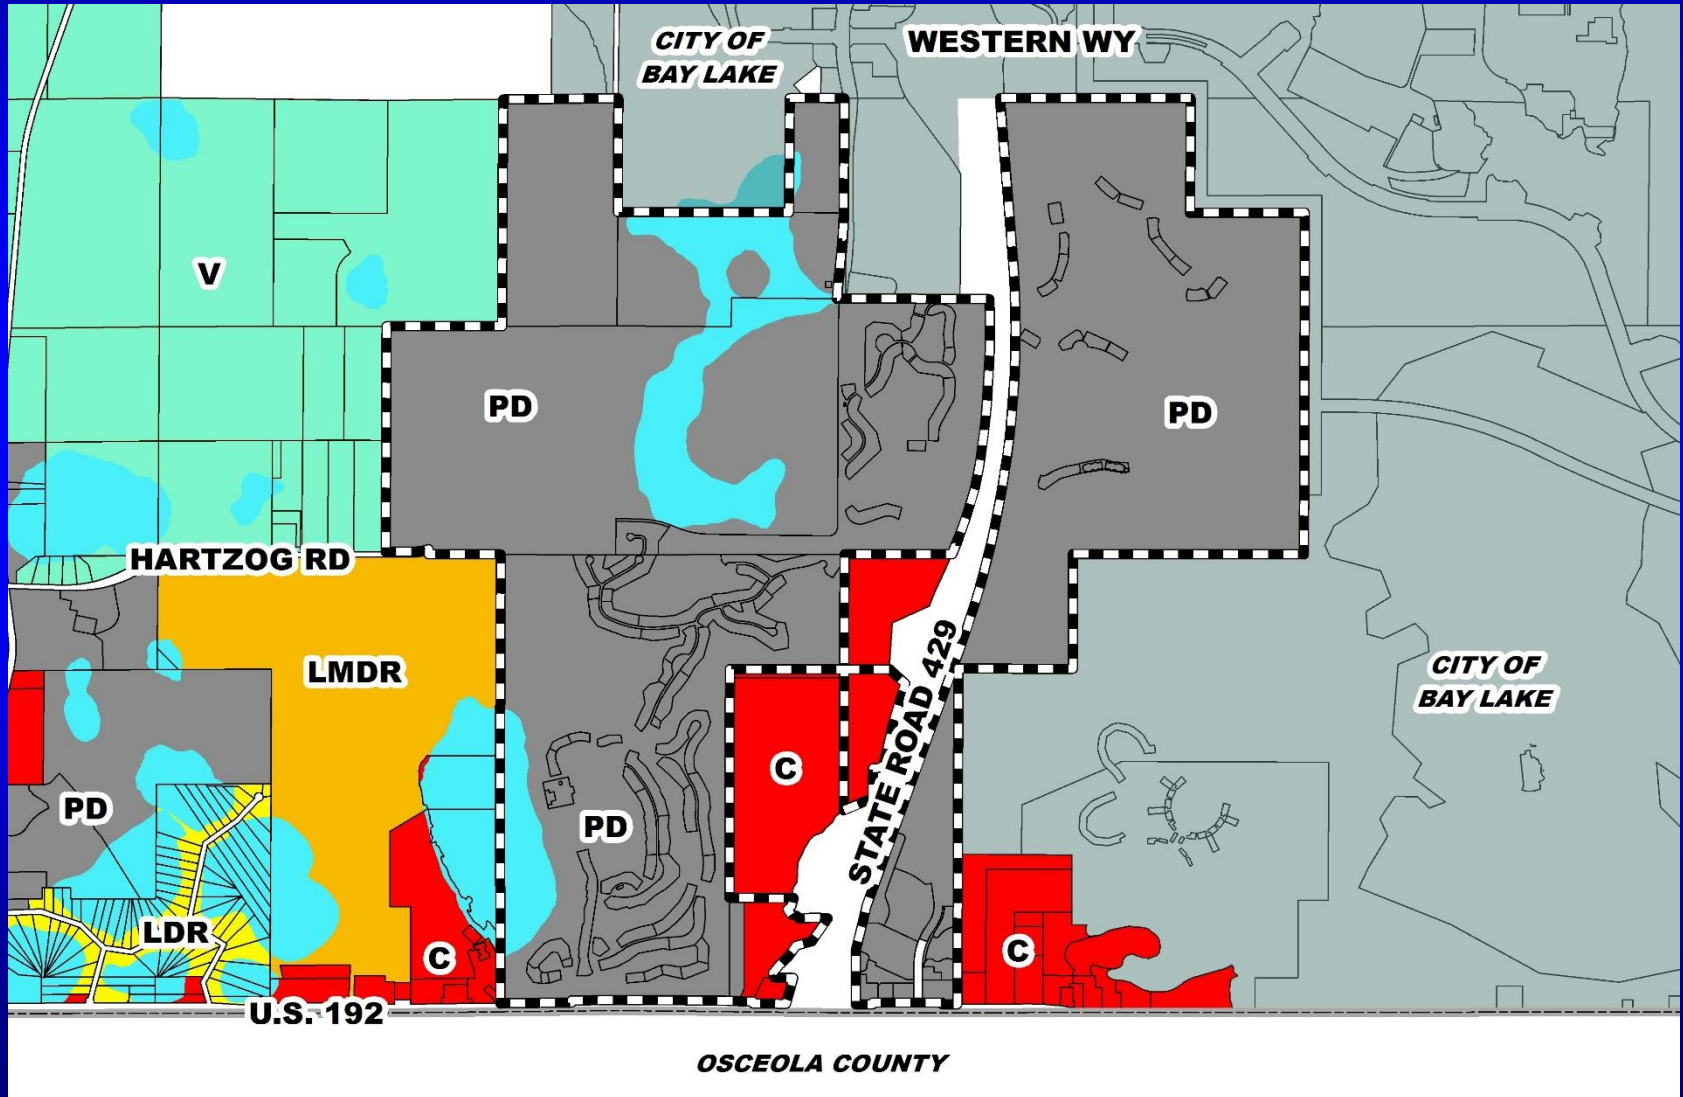 CITY OF
BAY LAKE
WESTERN WY
V
PD
PD
HARTZOG RD
LMDR
STATE ROAD 429
CITY OF
BAY LAKE
C
PD
PD
LDR
C
C
U.S. 192
OSCEOLA COUNTY